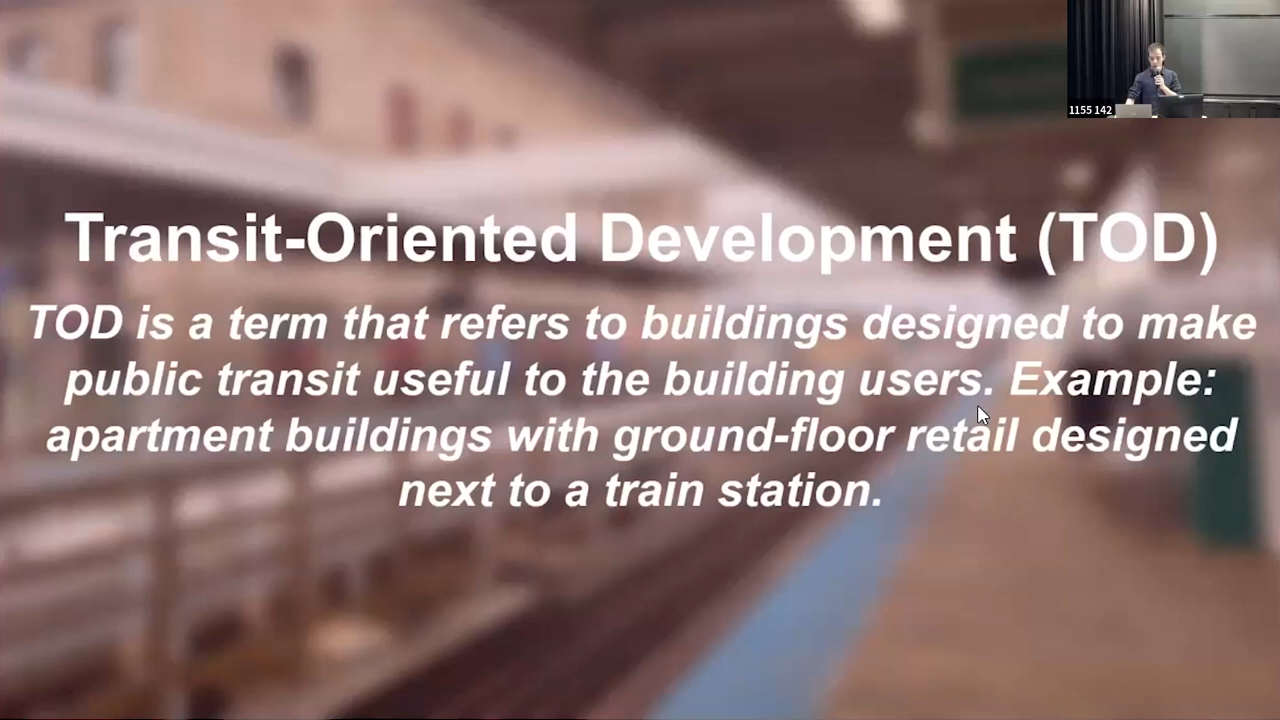 1155 142
Transit-Oriented Development (TOD)
TOD is a term that refers to buildings designed to make
public transit useful to the building users. Example:
apartment buildings with ground-floor retail designed
next to a train station.